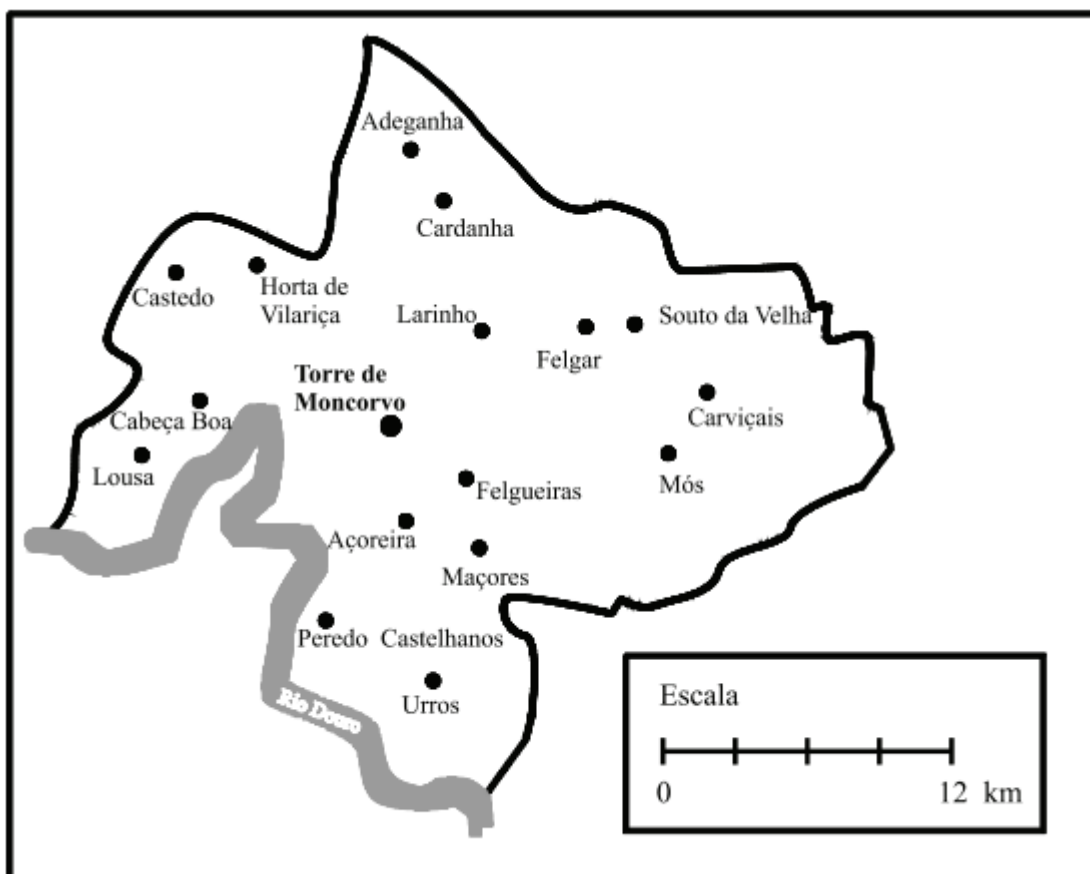 Adeganha
Cardanha
Castedo
Horta de
Vilariça
Larinho
Souto da Velha
Felgar
Torre de
Moncorvo
Carviçais
Cabeça Boa
Lousa
Mós
Felgueiras
Açoreira
Maçores
Peredo
Castelhanos
Urros
Rio Douro
Escala
0
12 km